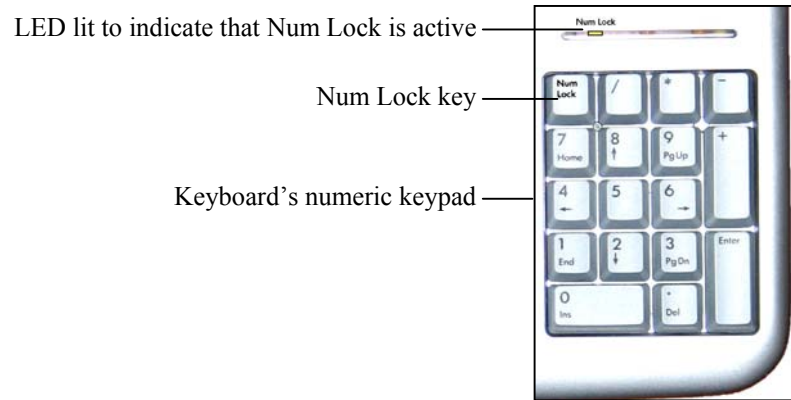 LED lit to indicate that Num Lock is active
Num Lock
Num Lock key
Num
Lock
/
*
-
7
Home
8
↑
9
PgUp
+
Keyboard’s numeric keypad
4
←
5
6
→
1
End
2
↓
3
PgDn
Enter
0
Ins
.
Del